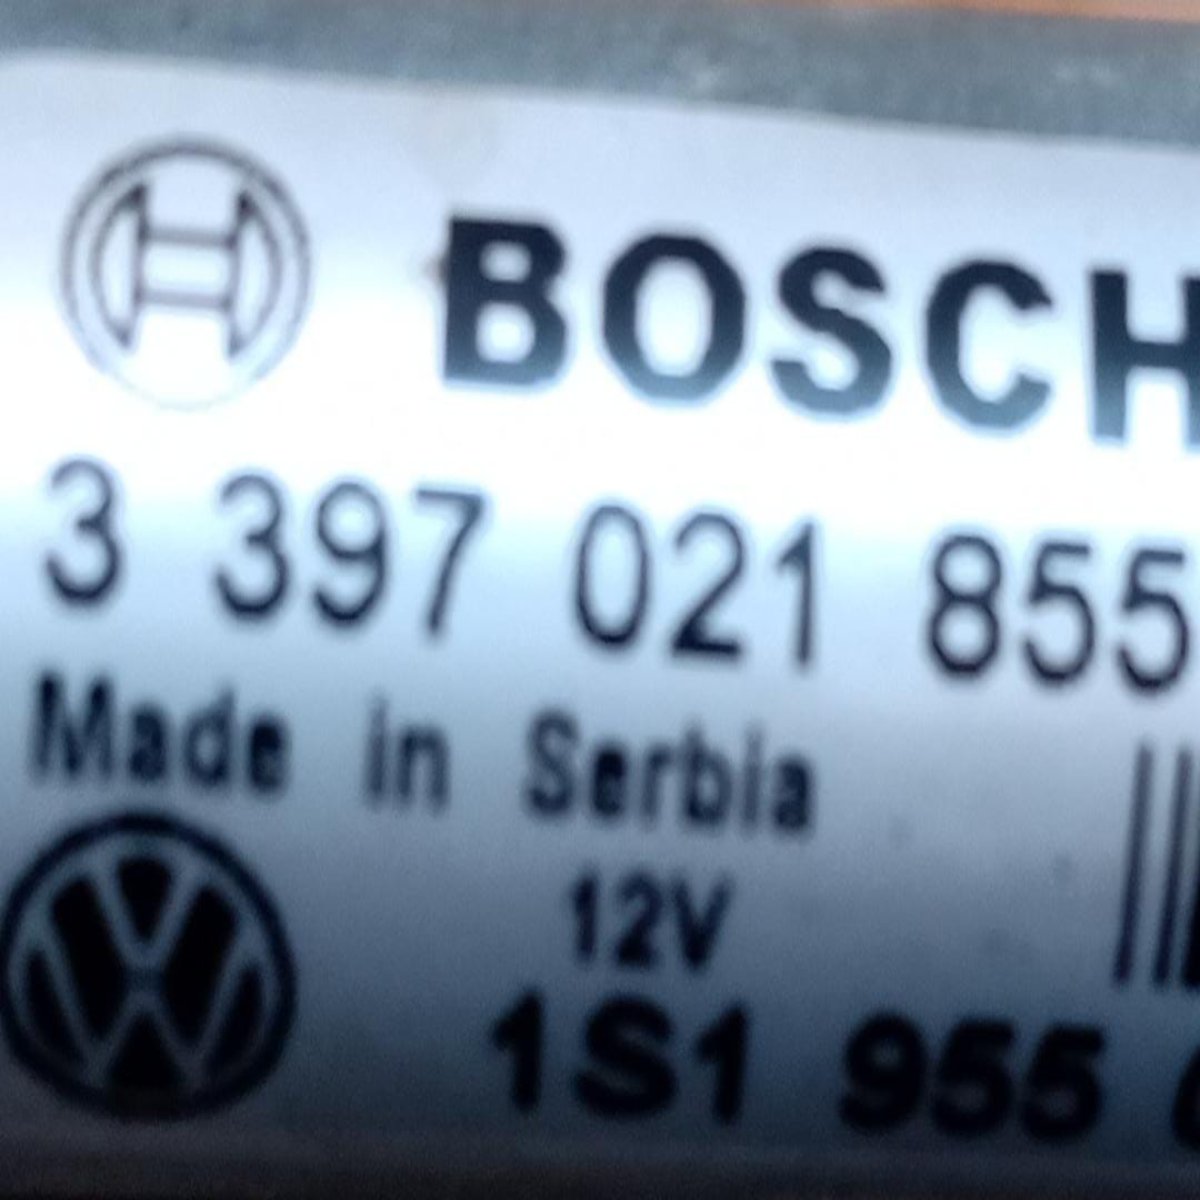 BOSCH
3 397 021 855
Made in Serbia
12V
1S1 955